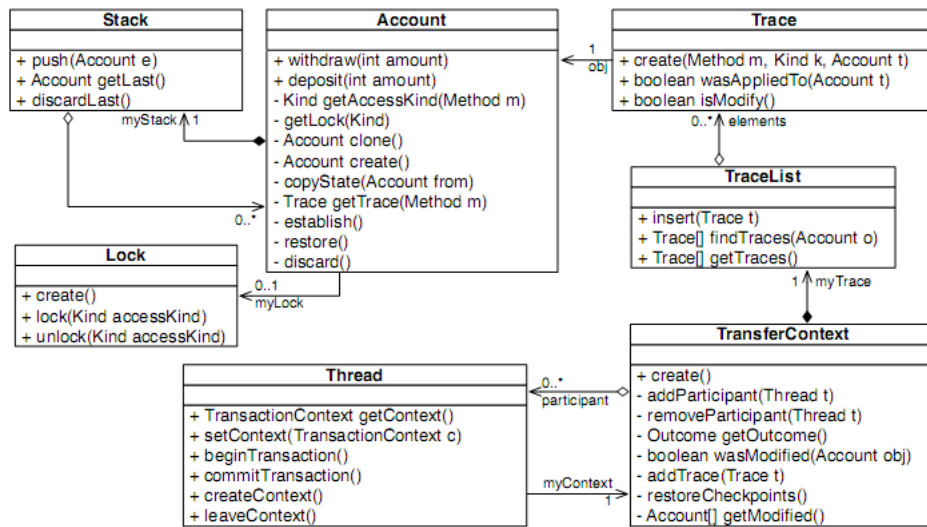 Stack
+ push(Account e)
+ Account getLast()
+ discardLast()
myStack
1
0..*
Account
+ withdraw(int amount)
+ deposit(int amount)
- Kind getAccessKind(Method m)
- getLock(Kind)
- Account clone()
- Account create()
- copyState(Account from)
- Trace getTrace(Method m)
- establish()
- restore()
- discard()
1
obj
Trace
+ create(Method m, Kind k, Account t)
+ boolean wasAppliedTo(Account t)
+ boolean isModify()
0..*
elements
TraceList
+ insert(Trace t)
+ Trace[] findTraces(Account o)
+ Trace[] getTraces()
1
myTrace
Lock
+ create()
+ lock(Kind accessKind)
+ unlock(Kind accessKind)
0..1
myLock
Thread
+ TransactionContext getContext()
+ setContext(TransactionContext c)
+ beginTransaction()
+ commitTransaction()
+ createContext()
+ leaveContext()
0..*
participant
myContext
1
TransferContext
+ create()
- addParticipant(Thread t)
- removeParticipant(Thread t)
- Outcome getOutcome()
- boolean wasModified(Account obj)
- addTrace(Trace t)
- restoreCheckpoints()
- Account[] getModified()